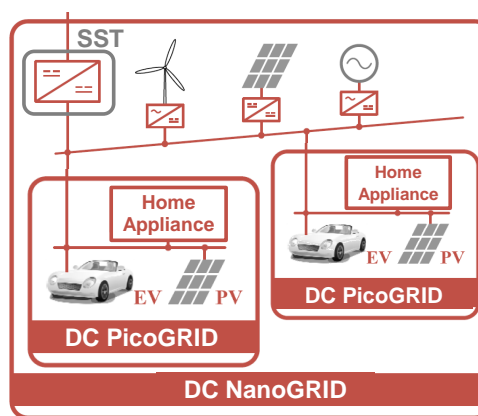 SST
Home
Appliance
EV
PV
DC PicoGRID
Home
Appliance
EV
PV
DC PicoGRID
DC NanoGRID